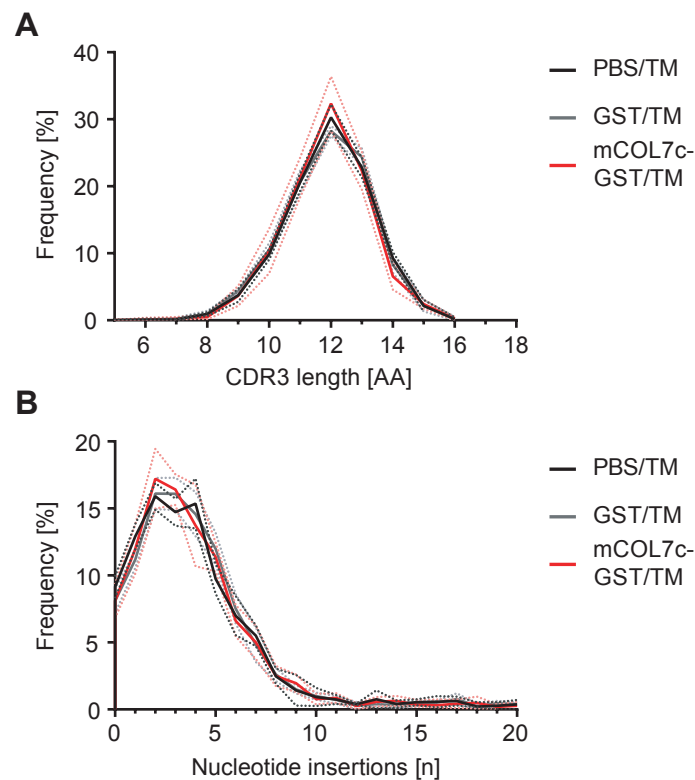 A
40
30
20
10
0
Frequency [%]
6 8 10 12 14 16 18
CDR3 length [AA]
PBS/TM
GST/TM
mCOL7c-
GST/TM
B
20
15
10
5
0
Frequency [%]
0 5 10 15 20
Nucleotide insertions [n]
PBS/TM
GST/TM
mCOL7c-
GST/TM